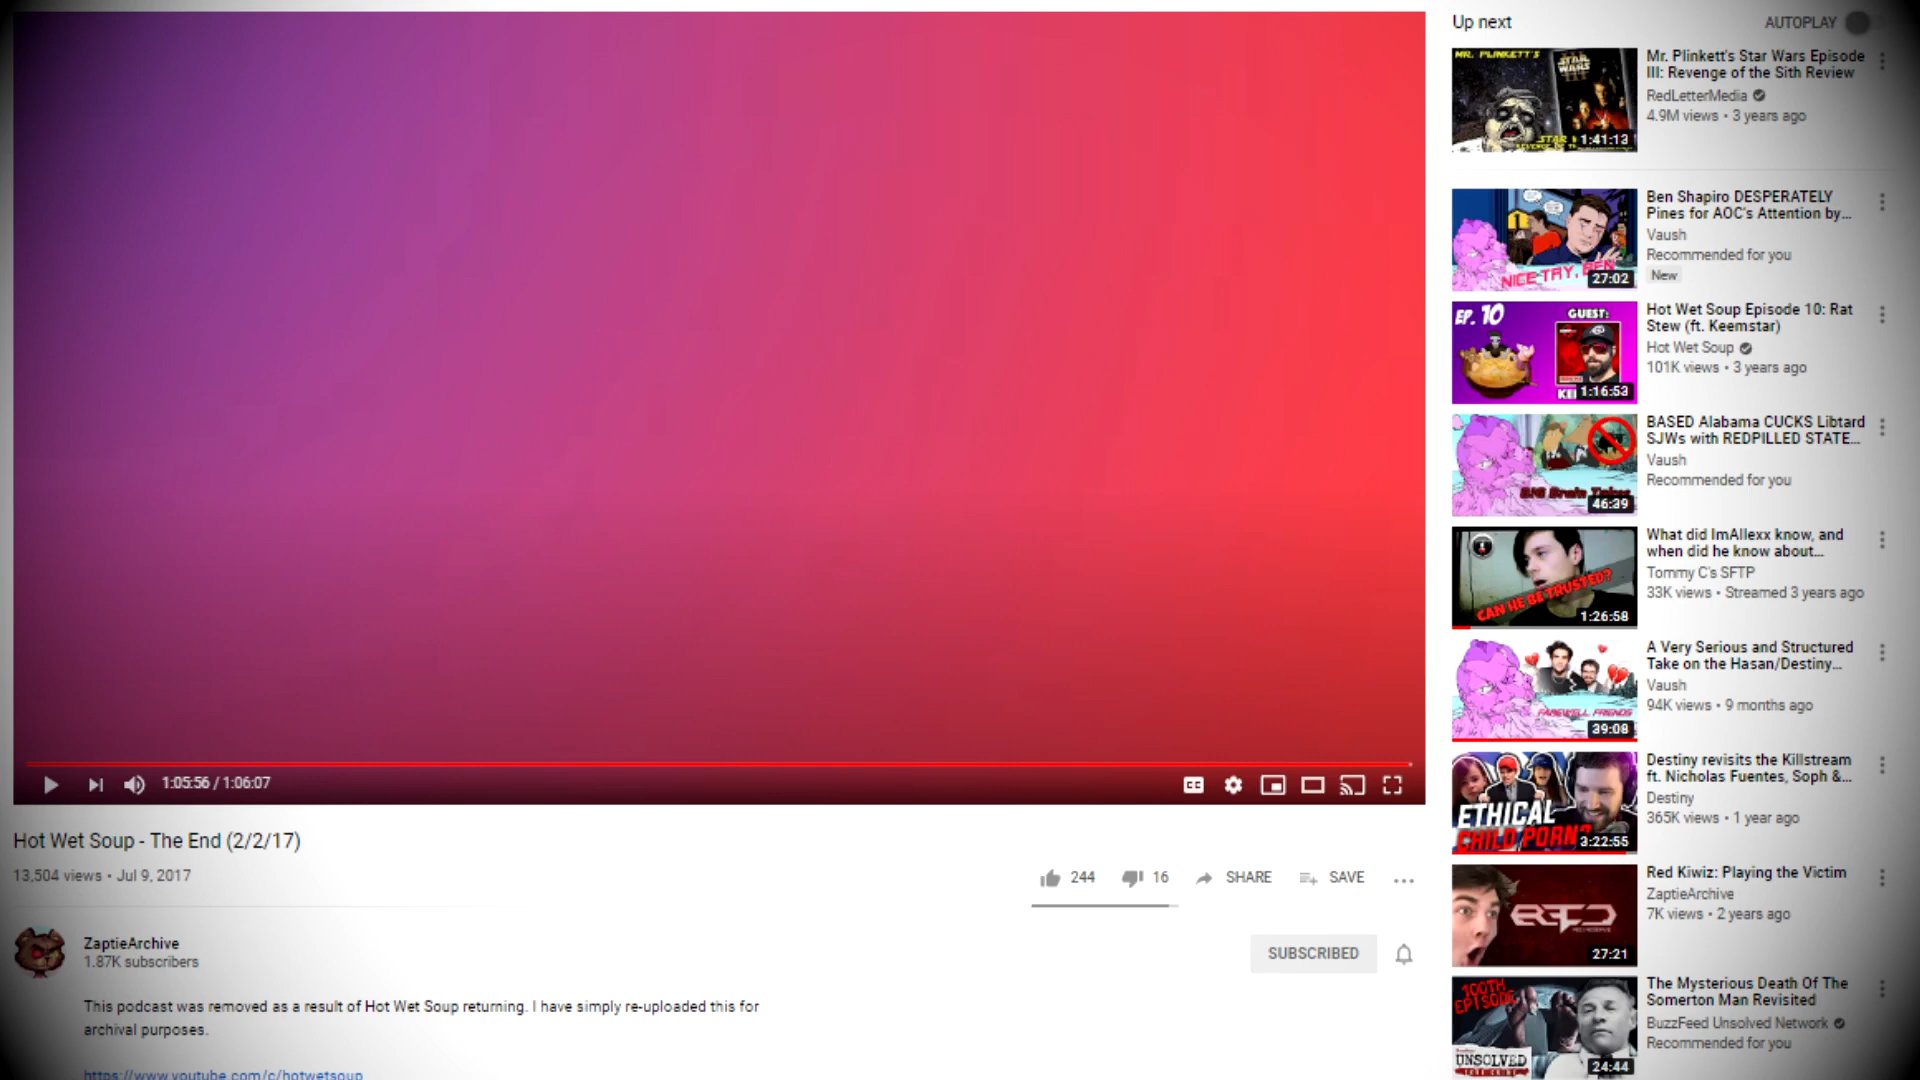 1:05:56 / 1:06:07
Hot Wet Soup - The End (2/2/17)
13,504 views • Jul 9, 2017
244
16
SHARE
SAVE
ZaptieArchive
1.87K subscribers
SUBSCRIBED
This podcast was removed as a result of Hot Wet Soup returning. I have simply re-uploaded this for
archival purposes.
https://www.youtube.com/c/hotwetsoup
Up next
AUTOPLAY
MR. PLINKETT'S
STAR
WARS
III
1:41:13
Mr. Plinkett's Star Wars Episode
III: Revenge of the Sith Review
RedLetterMedia
4.9M views • 3 years ago
NICE TRY, BEN
27:02
Ben Shapiro DESPERATELY
Pines for AOC's Attention by...
Vaush
Recommended for you
New
EP. 10
GUEST:
1:16:53
Hot Wet Soup Episode 10: Rat
Stew (ft. Keemstar)
Hot Wet Soup
101K views • 3 years ago
46:39
BASED Alabama CUCKS Libtard
SJWs with REDPILLED STATE...
Vaush
Recommended for you
CAN HE BE TRUSTED?
1:26:58
What did ImAllexx know, and
when did he know about...
Tommy C's SFTP
33K views • Streamed 3 years ago
FAREWELL FRIENDS
39:08
A Very Serious and Structured
Take on the Hasan/Destiny...
Vaush
94K views • 9 months ago
ETHICAL
CHILD PORN?
3:22:55
Destiny revisits the Killstream
ft. Nicholas Fuentes, Soph &...
Destiny
365K views • 1 year ago
27:21
Red Kiwiz: Playing the Victim
ZaptieArchive
7K views • 2 years ago
100TH
EPISODE
UNSOLVED
24:44
The Mysterious Death Of The
Somerton Man Revisited
BuzzFeed Unsolved Network
Recommended for you